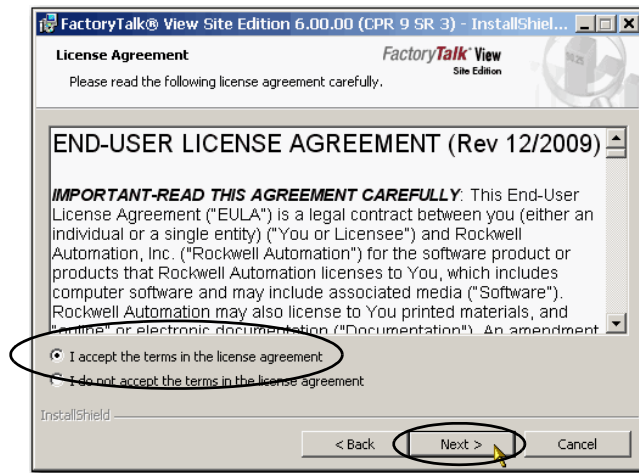 FactoryTalk® View Site Edition 6.00.00 (CPR 9 SR 3) - InstallShiel...
License Agreement
FactoryTalk® View
Site Edition
Please read the following license agreement carefully.
END-USER LICENSE AGREEMENT (Rev 12/2009)
IMPORTANT-READ THIS AGREEMENT CAREFULLY: This End-User
License Agreement ("EULA") is a legal contract between you (either an
individual or a single entity) ("You or Licensee") and Rockwell
Automation, Inc. ("Rockwell Automation") for the software product or
products that Rockwell Automation licenses to You, which includes
computer software and may include associated media ("Software").
Rockwell Automation may also license to You printed materials, and
"online" or electronic documentation ("Documentation"). An amendment
I accept the terms in the license agreement
I do not accept the terms in the license agreement
InstallShield
< Back
Next >
Cancel